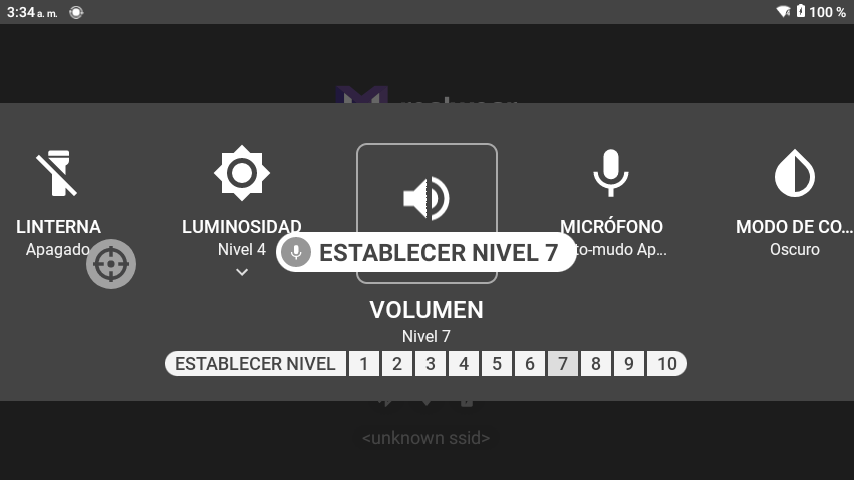 3:34 a. m.
100 %
LINTERNA
Apagado
LUMINOSIDAD
Nivel 4
MICRÓFONO
to-mudo Ap...
MODO DE CO...
Oscuro
ESTABLECER NIVEL 7
VOLUMEN
Nivel 7
ESTABLECER NIVEL 1 2 3 4 5 6 7 8 9 10
<unknown ssid>